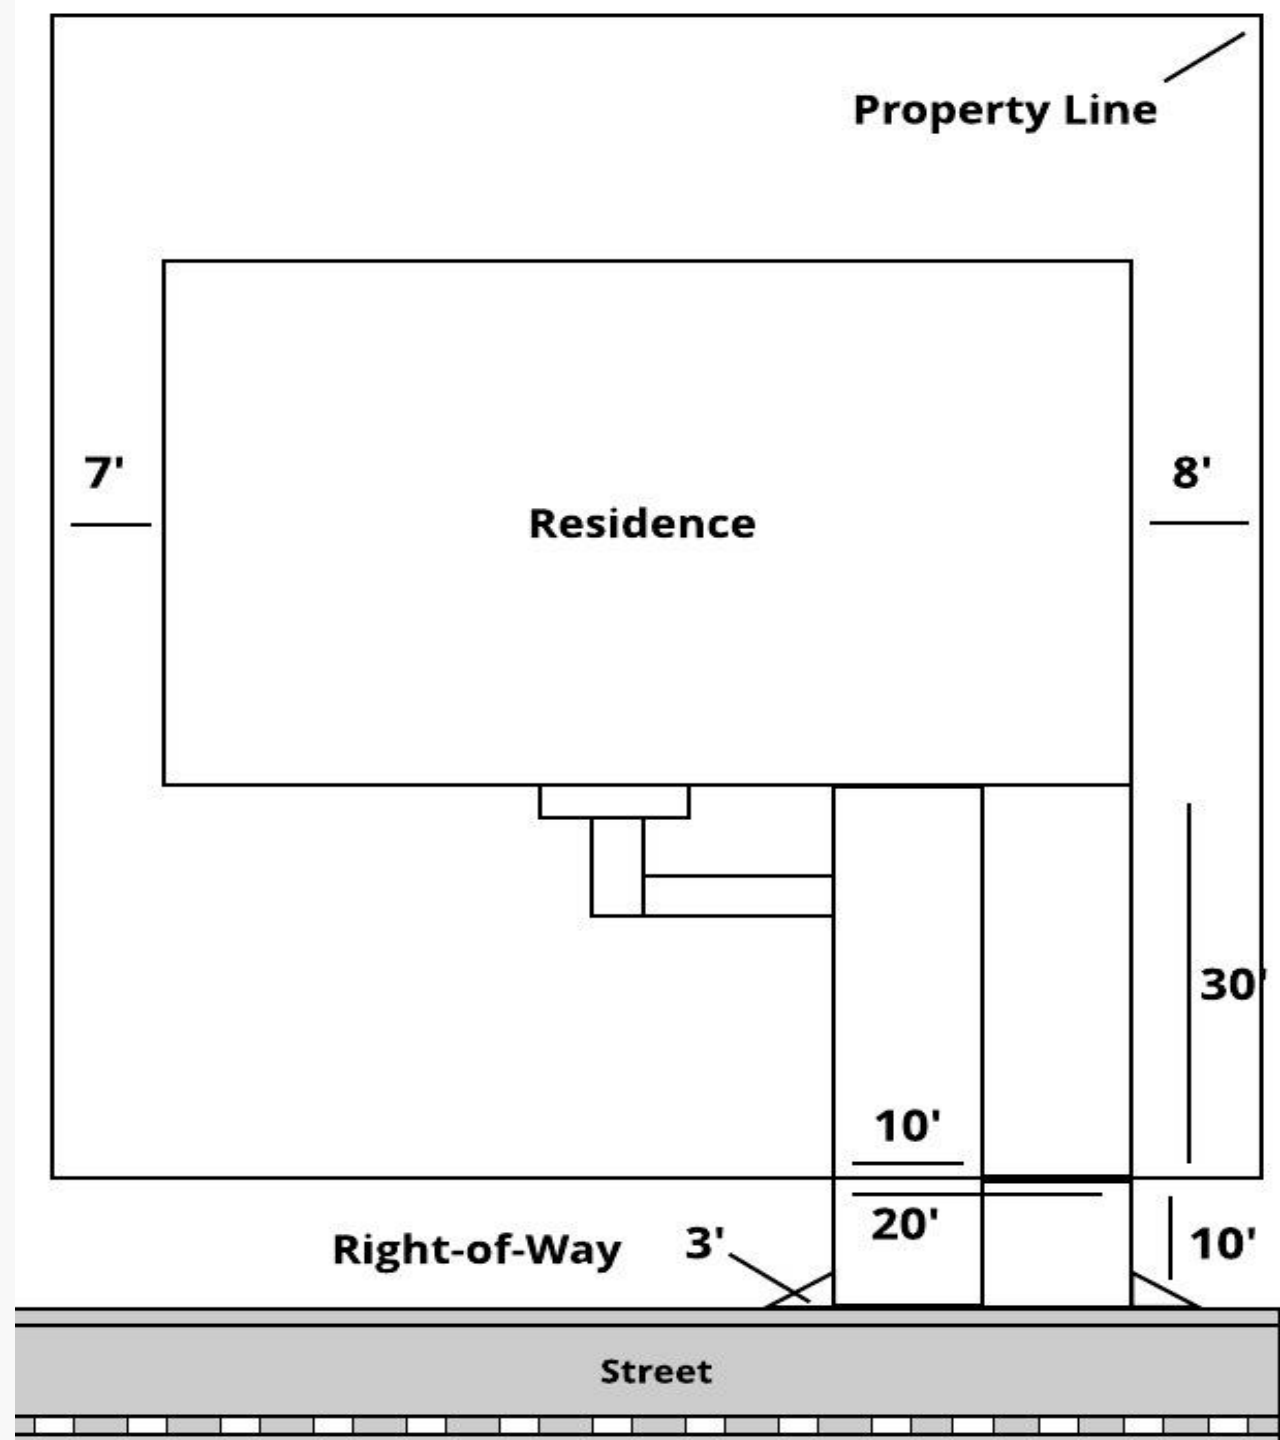 Property Line
7'
8'
Residence
30'
10'
20'
Right-of-Way
3'
10'
Street